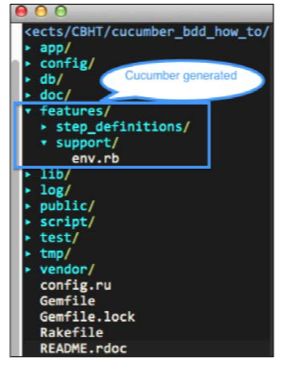 <ects/CBHT/cucumber_bdd_how_to/
▸ app/
▸ config/
▸ db/
Cucumber generated
▸ doc/
▾ features/
▸ step_definitions/
▾ support/
env.rb
▸ lib/
▸ log/
▸ public/
▸ script/
▸ test/
▸ tmp/
▸ vendor/
config.ru
Gemfile
Gemfile.lock
Rakefile
README.rdoc